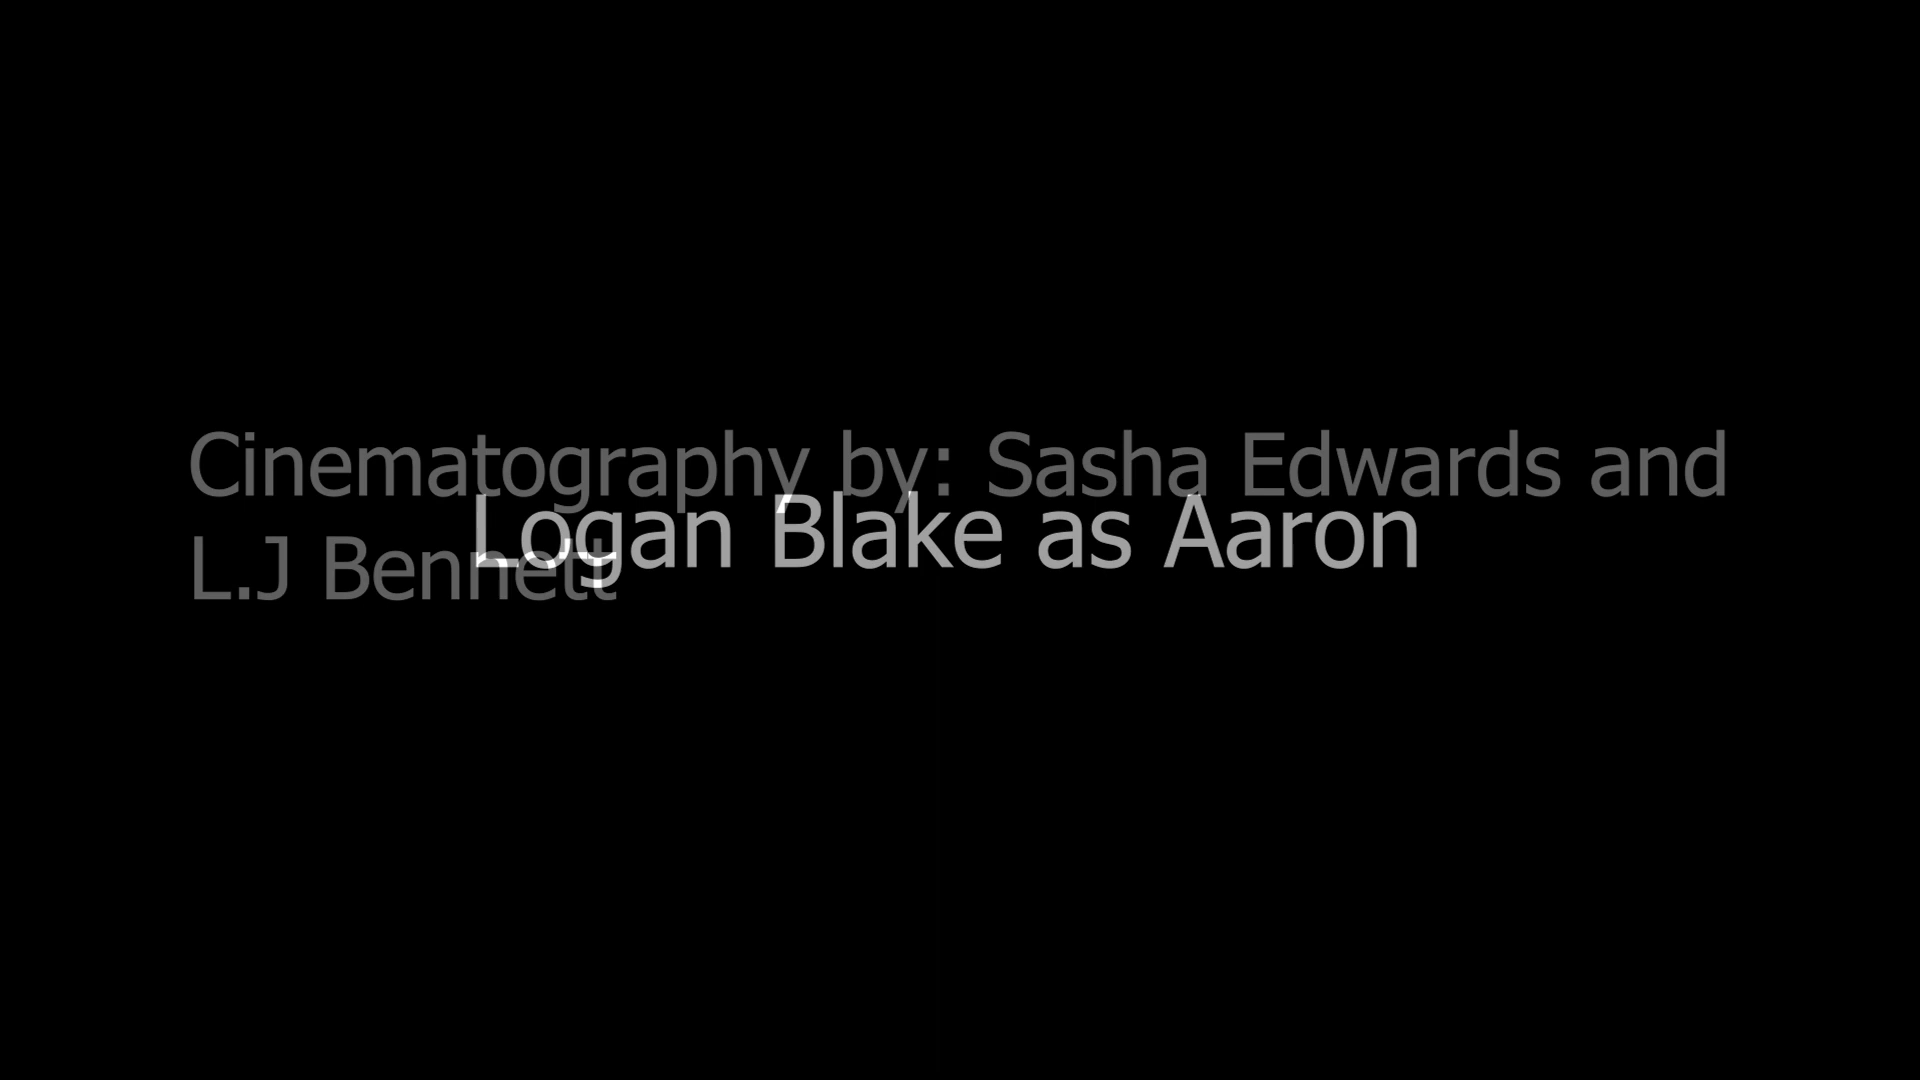 Cinematography by: Sasha Edwards and
L.J Bennett
Logan Blake as Aaron